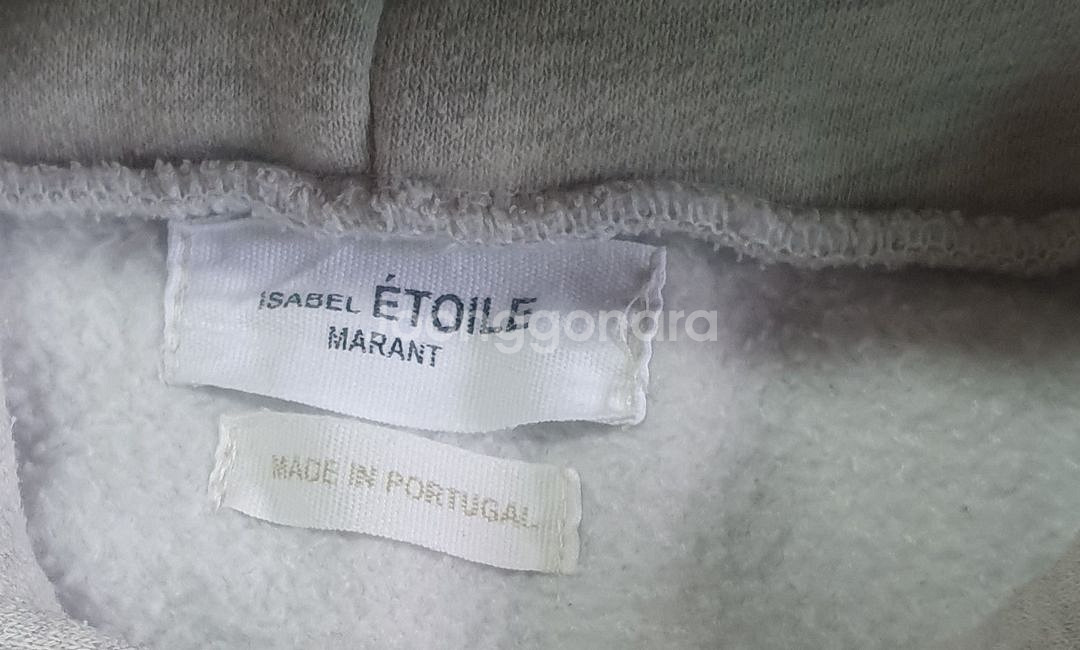 ISABEL ÉTOILE
MARANT
MADE IN PORTUGAL